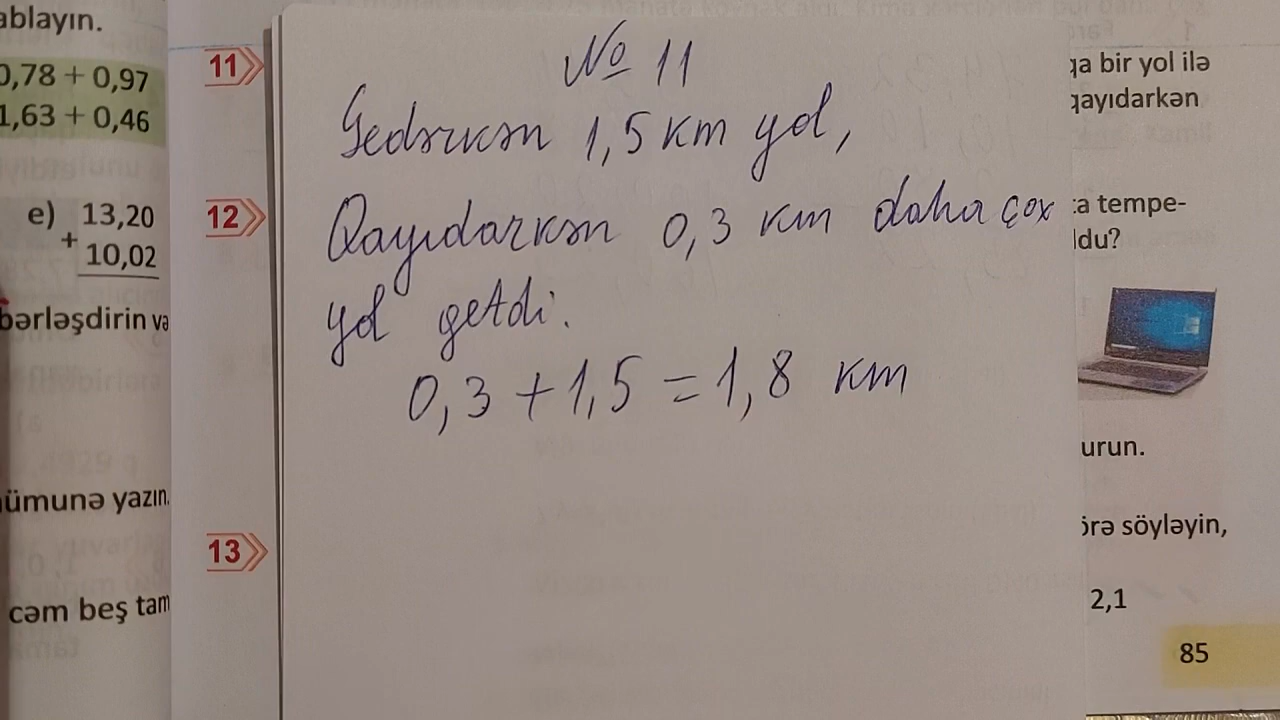 ablayın.
0,78 + 0,97
1,63 + 0,46
e) 13,20
+
10,02
bərləşdirin və
ümunə yazın.
cəm beş tam
11
12
13
№ 11
Gedərkən 1,5 km yol,
Qayıdarkən 0,3 km daha çox
yol getdi.
0,3 + 1,5 = 1,8 km
qa bir yol ilə
qayıdarkən
ta tempe-
ldu?
urun.
örə söyləyin,
2,1
85